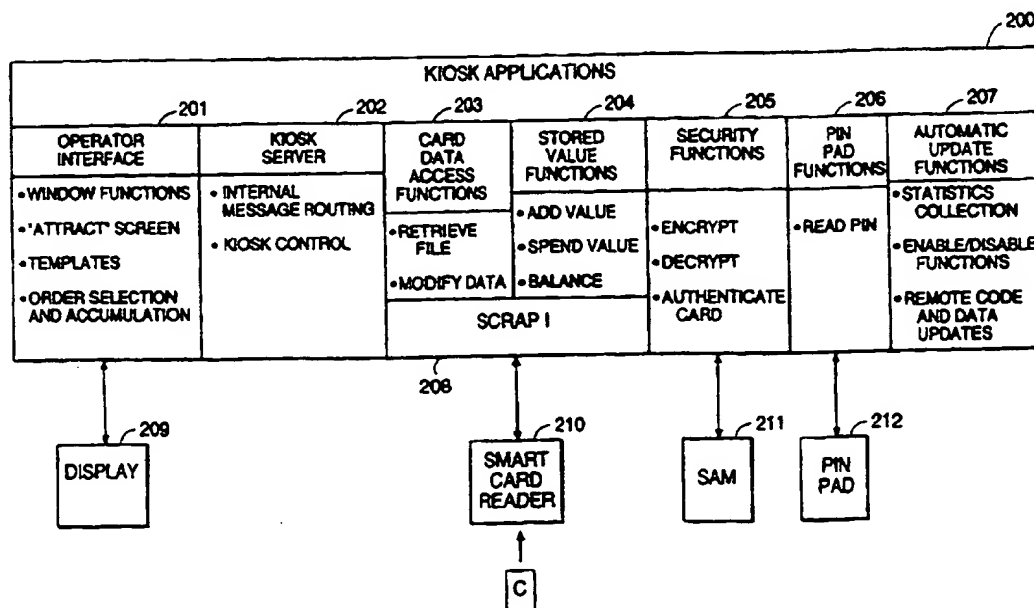 200
KIOSK APPLICATIONS
201
202
203
204
205
206
207
OPERATOR
INTERFACE
• WINDOW FUNCTIONS
• "ATTRACT" SCREEN
• TEMPLATES
• ORDER SELECTION
AND ACCUMULATION
KIOSK
SERVER
• INTERNAL
MESSAGE ROUTING
• KIOSK CONTROL
CARD
DATA
ACCESS
FUNCTIONS
• RETRIEVE
FILE
• MODIFY DATA
STORED
VALUE
FUNCTIONS
• ADD VALUE
• SPEND VALUE
• BALANCE
SCRAP I
208
SECURITY
FUNCTIONS
• ENCRYPT
• DECRYPT
• AUTHENTICATE
CARD
PIN
PAD
FUNCTIONS
• READ PIN
AUTOMATIC
UPDATE
FUNCTIONS
• STATISTICS
COLLECTION
• ENABLE/DISABLE
FUNCTIONS
• REMOTE CODE
AND DATA
UPDATES
209
DISPLAY
210
SMART
CARD
READER
211
SAM
212
PIN
PAD
C